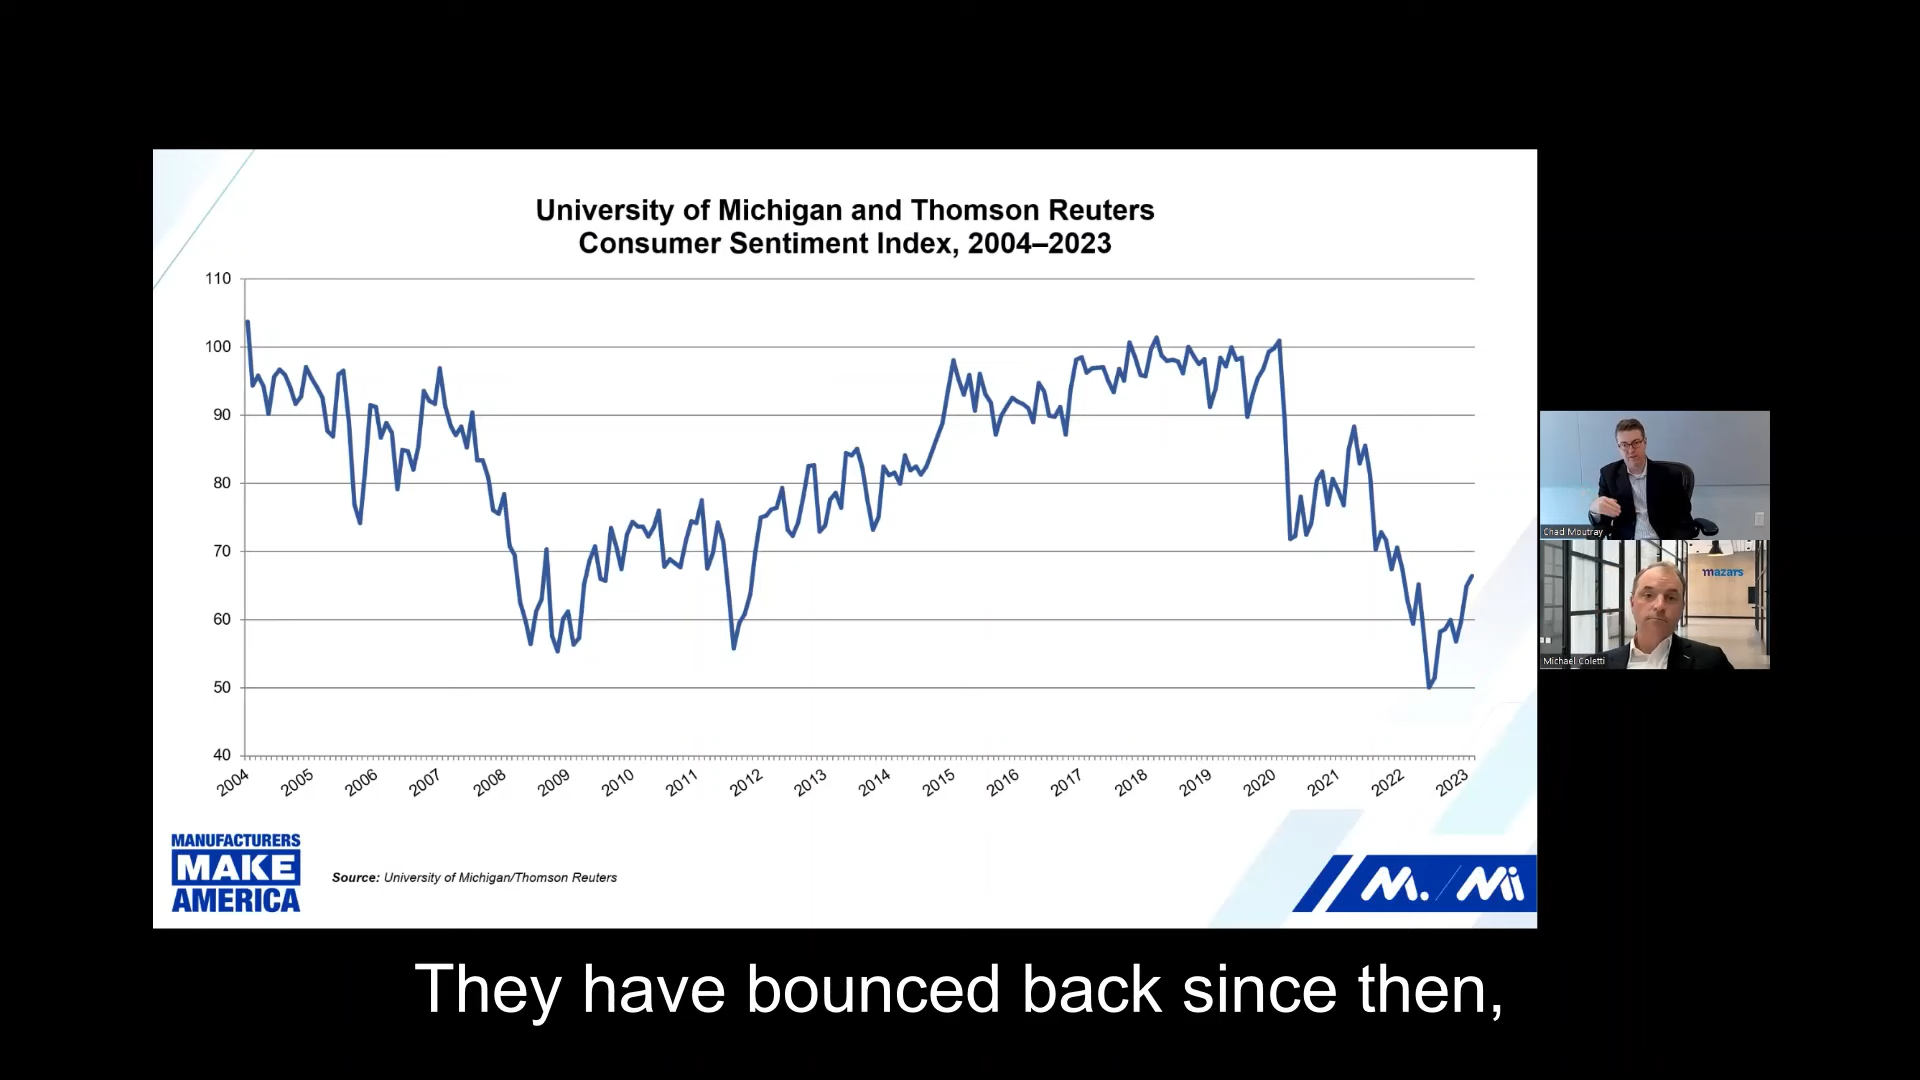 University of Michigan and Thomson Reuters
Consumer Sentiment Index, 2004–2023
110
100
90
80
70
60
50
40
2004
2005
2006
2007
2008
2009
2010
2011
2012
2013
2014
2015
2016
2017
2018
2019
2020
2021
2022
2023
MANUFACTURERS
MAKE
AMERICA
Source: University of Michigan/Thomson Reuters
M. / Mi
Chad Moutray
mazars
Michael Coletti
They have bounced back since then,